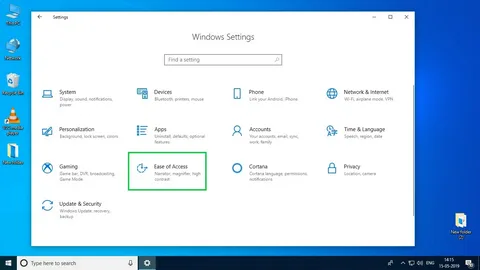 Settings
Windows Settings
Find a setting
System
Display, sound, notifications,
power
Devices
Bluetooth, printers, mouse
Phone
Link your Android, iPhone
Network & Internet
Wi-Fi, airplane mode, VPN
Personalization
Background, lock screen, colors
Apps
Uninstall, defaults, optional
features
Accounts
Your accounts, email, sync,
work, family
Time & Language
Speech, region, date
Gaming
Game bar, DVR, broadcasting,
Game Mode
Ease of Access
Narrator, magnifier, high
contrast
Cortana
Cortana language, permissions,
notifications
Privacy
Location, camera
Update & Security
Windows Update, recovery,
backup
This PC
Network
Recycle Bin
VLC media
player
New folder
Type here to search
ENG
14:15
15-05-2019